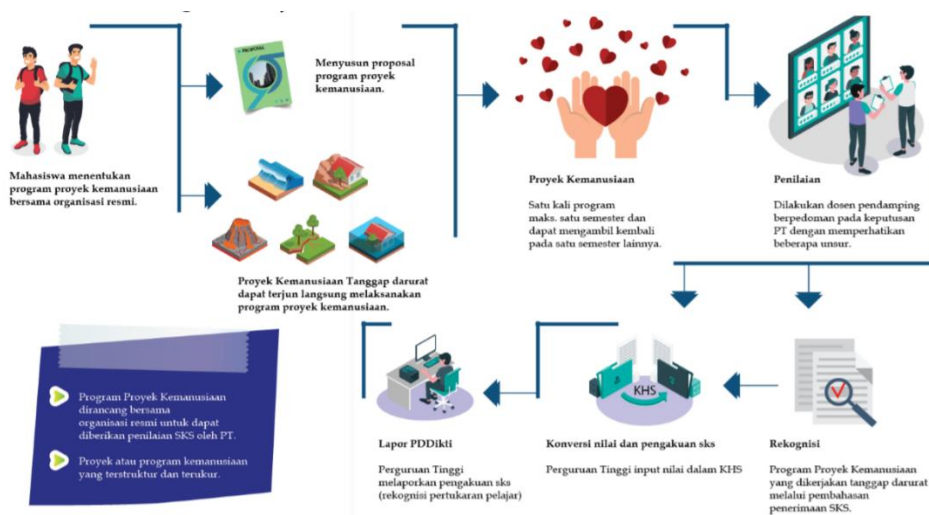 PROPOSAL
Menyusun proposal
program proyek
kemanusiaan.
Mahasiswa menentukan
program proyek kemanusiaan
bersama organisasi resmi.
Proyek Kemanusiaan Tanggap darurat
dapat terjun langsung melaksanakan
program proyek kemanusiaan.
Proyek Kemanusiaan
Satu kali program
maks. satu semester dan
dapat mengambil kembali
pada satu semester lainnya.
Penilaian
Dilakukan dosen pendamping
berpedoman pada keputusan
PT dengan memperhatikan
beberapa unsur.
Rekognisi
Program Proyek Kemanusiaan
yang dikerjakan tanggap darurat
melalui pembahasan
penerimaan SKS.
KHS
Konversi nilai dan pengakuan sks
Perguruan Tinggi input nilai dalam KHS
Lapor PDDikti
Perguruan Tinggi
melaporkan pengakuan sks
(rekognisi pertukaran pelajar)
Program Proyek Kemanusiaan
dirancang bersama
organisasi resmi untuk dapat
diberikan penilaian SKS oleh PT.
Proyek atau program kemanusiaan
yang terstruktur dan terukur.